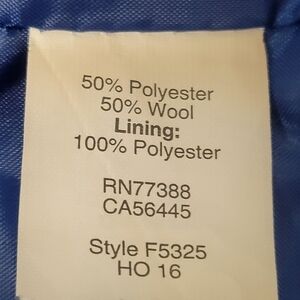 50% Polyester
50% Wool
Lining:
100% Polyester
RN77388
CA56445
Style F5325
HO 16